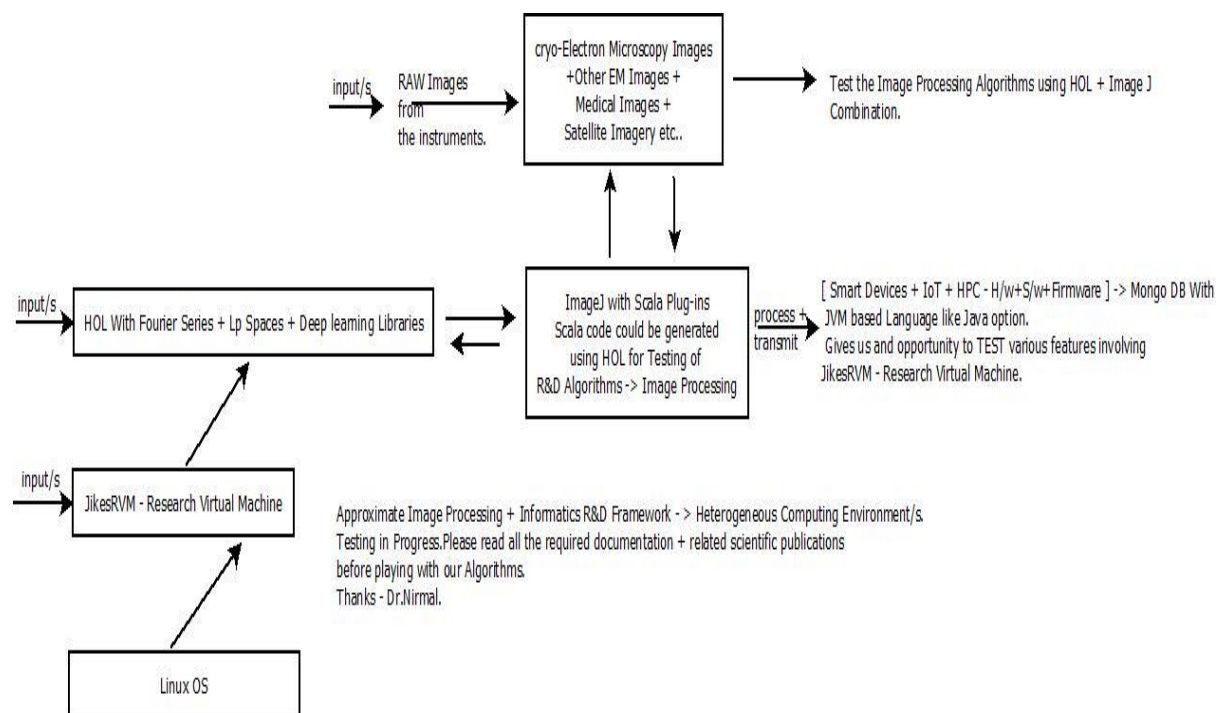 cryo-Electron Microscopy Images
+Other EM Images +
Medical Images +
Satellite Imagery etc..
input/s
RAW Images
from
the instruments.
Test the Image Processing Algorithms using HOL + Image J
Combination.
input/s
HOL With Fourier Series + Lp Spaces + Deep learning Libraries
ImageJ with Scala Plug-ins
Scala code could be generated
using HOL for Testing of
R&D Algorithms -> Image Processing
process +
transmit
[ Smart Devices + IoT + HPC - H/w+S/w+Firmware ] -> Mongo DB With
JVM based Language like Java option.
Gives us and opportunity to TEST various features involving
JikesRVM - Research Virtual Machine.
input/s
JikesRVM - Research Virtual Machine
Approximate Image Processing + Informatics R&D Framework - > Heterogeneous Computing Environment/s.
Testing in Progress.Please read all the required documentation + related scientific publications
before playing with our Algorithms.
Thanks - Dr.Nirmal.
Linux OS